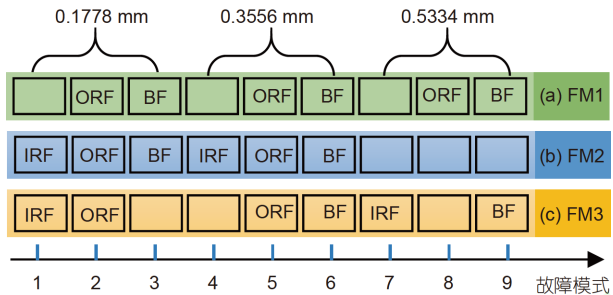 0.1778 mm 0.3556 mm 0.5334 mm
ORF BF ORF BF ORF BF (a) FM1
IRF ORF BF IRF ORF BF (b) FM2
IRF ORF ORF BF IRF BF (c) FM3
1 2 3 4 5 6 7 8 9 故障模式